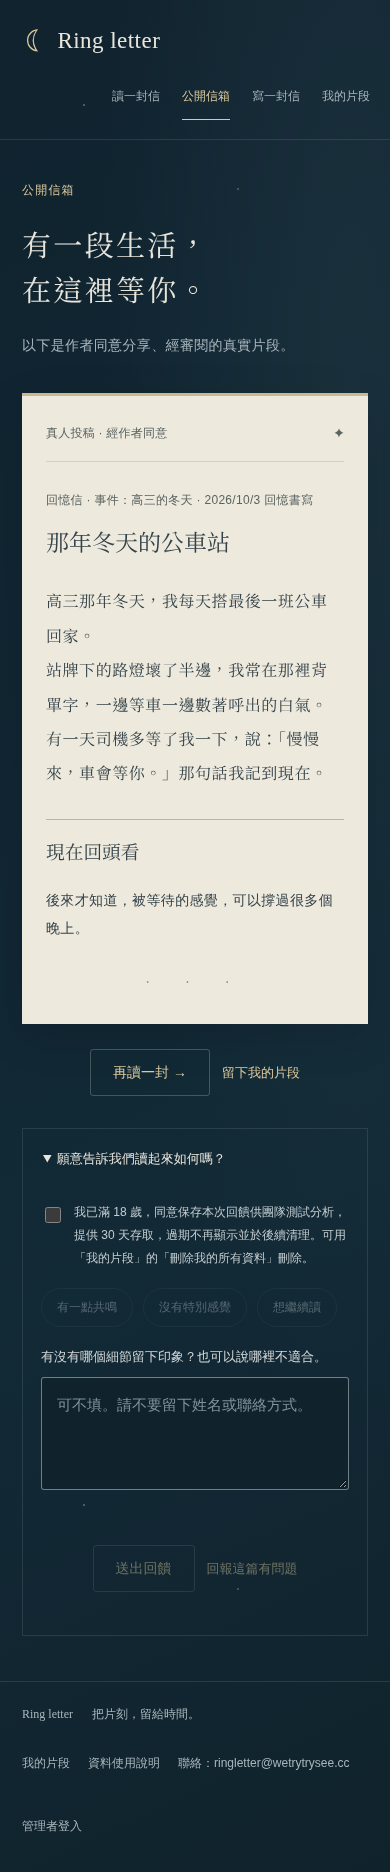 Ring letter
讀一封信 公開信箱 寫一封信 我的片段
公開信箱
有一段生活，
在這裡等你。
以下是作者同意分享、經審閱的真實片段。
真人投稿 · 經作者同意 ✦
回憶信 · 事件：高三的冬天 · 2026/10/3 回憶書寫
那年冬天的公車站
高三那年冬天，我每天搭最後一班公車
回家。
站牌下的路燈壞了半邊，我常在那裡背
單字，一邊等車一邊數著呼出的白氣。
有一天司機多等了我一下，說：「慢慢
來，車會等你。」那句話我記到現在。
現在回頭看
後來才知道，被等待的感覺，可以撐過很多個
晚上。
· · ·
再讀一封 → 留下我的片段
▼ 願意告訴我們讀起來如何嗎？
我已滿 18 歲，同意保存本次回饋供團隊測試分析，
提供 30 天存取，過期不再顯示並於後續清理。可用
「我的片段」的「刪除我的所有資料」刪除。
有一點共鳴 沒有特別感覺 想繼續讀
有沒有哪個細節留下印象？也可以說哪裡不適合。
可不填。請不要留下姓名或聯絡方式。
送出回饋 回報這篇有問題
Ring letter 把片刻，留給時間。
我的片段 資料使用說明 聯絡：ringletter@wetrytrysee.cc
管理者登入